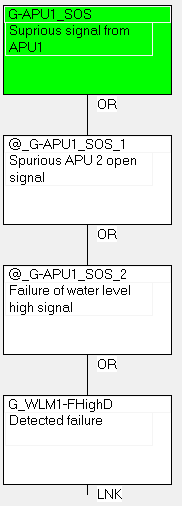 G-APU1_SOS
Suprious signal from
APU1
OR
@_G-APU1_SOS_1
Spurious APU 2 open
signal
OR
@_G-APU1_SOS_2
Failure of water level
high signal
OR
G_WLM1-FHighD
Detected failure
LNK